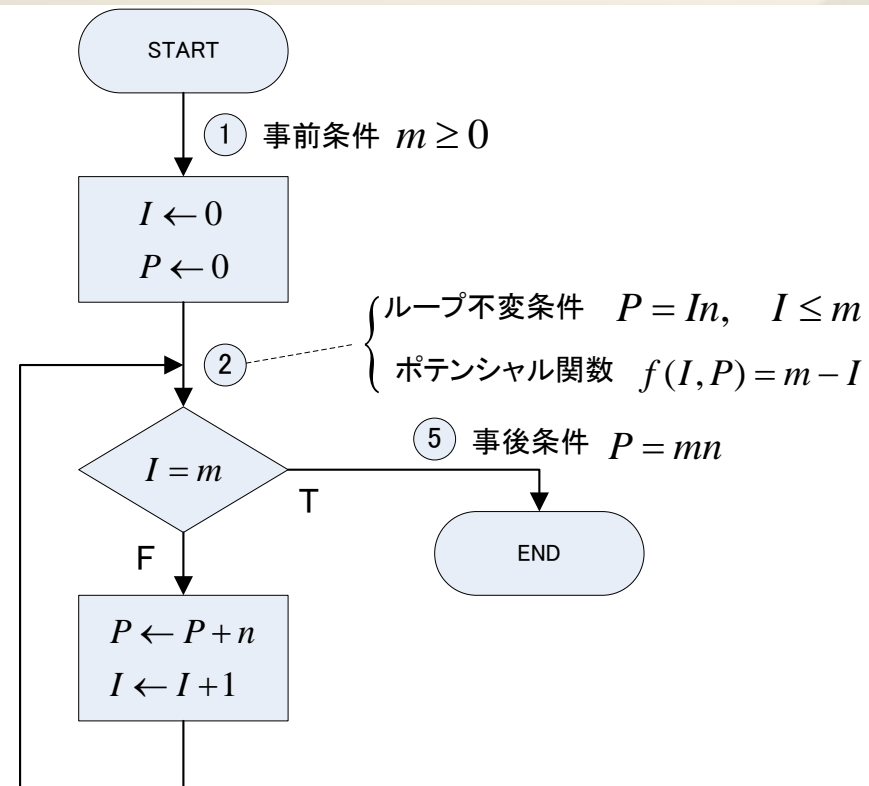 START
1 事前条件 m ≥ 0
I ← 0
P ← 0
ループ不変条件 P = In, I ≤ m
2
ポテンシャル関数 f(I, P) = m − I
5 事後条件 P = mn
I = m
T
F
END
P ← P + n
I ← I + 1